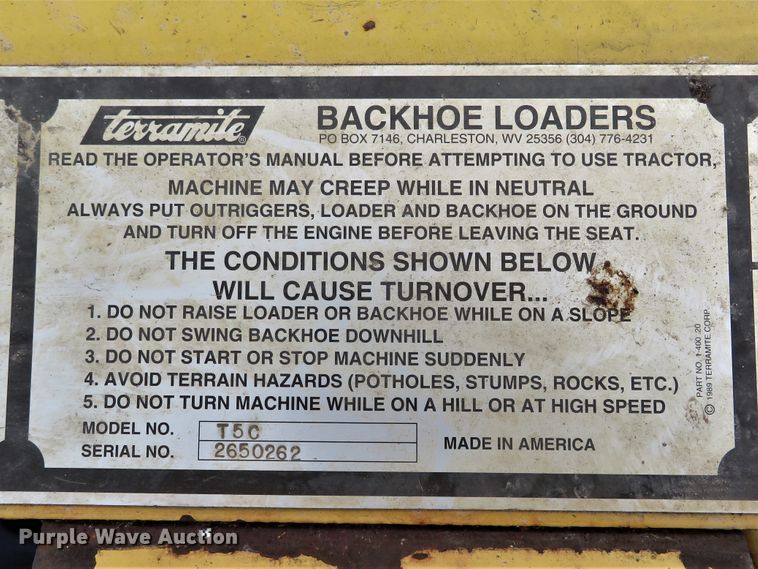 terramite®
BACKHOE LOADERS
PO BOX 7146, CHARLESTON, WV 25356 (304) 776-4231
READ THE OPERATOR'S MANUAL BEFORE ATTEMPTING TO USE TRACTOR,
MACHINE MAY CREEP WHILE IN NEUTRAL
ALWAYS PUT OUTRIGGERS, LOADER AND BACKHOE ON THE GROUND
AND TURN OFF THE ENGINE BEFORE LEAVING THE SEAT.
THE CONDITIONS SHOWN BELOW
WILL CAUSE TURNOVER...
1. DO NOT RAISE LOADER OR BACKHOE WHILE ON A SLOPE
2. DO NOT SWING BACKHOE DOWNHILL
3. DO NOT START OR STOP MACHINE SUDDENLY
4. AVOID TERRAIN HAZARDS (POTHOLES, STUMPS, ROCKS, ETC.)
5. DO NOT TURN MACHINE WHILE ON A HILL OR AT HIGH SPEED
MODEL NO. T5C
SERIAL NO. 2650262
MADE IN AMERICA
PART NO. 1-400_20
© 1989 TERRAMITE CORP.
Purple Wave Auction